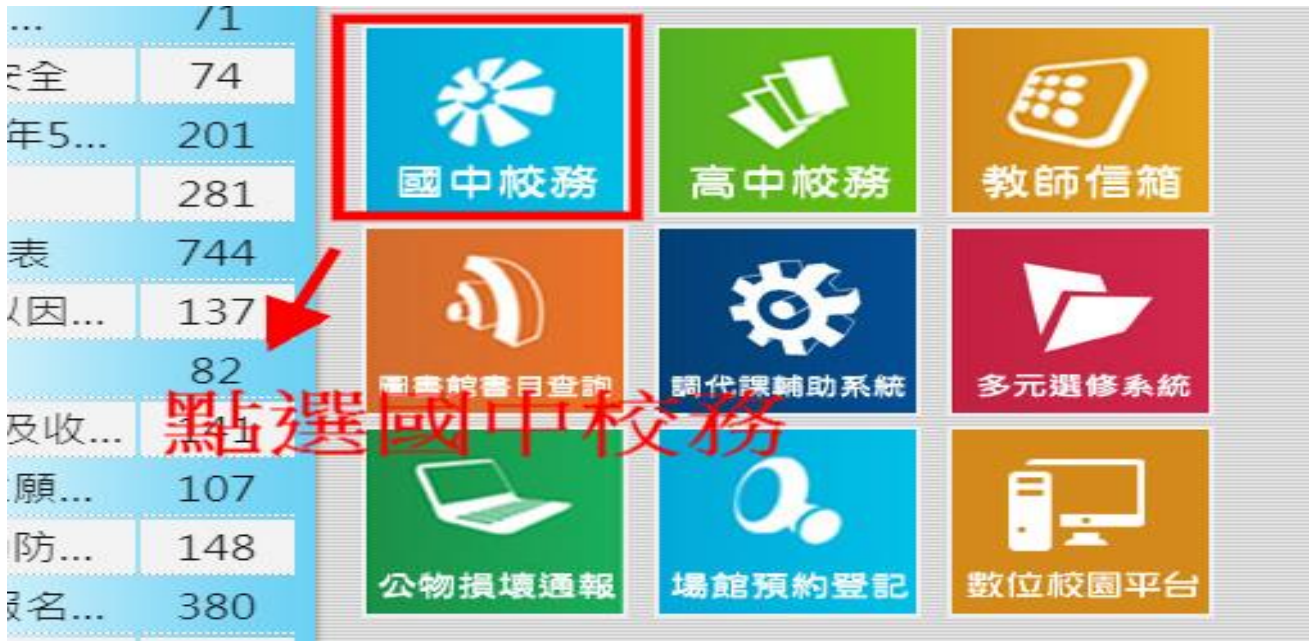 ... 71
全 74
年5... 201
281
表 744
以因... 137
82
及收... 141
願... 107
防... 148
報名... 380
國中校務 高中校務 教師信箱
圖書館書目查詢 調代課輔助系統 多元選修系統
點選國中校務
公物損壞通報 場館預約登記 數位校園平台